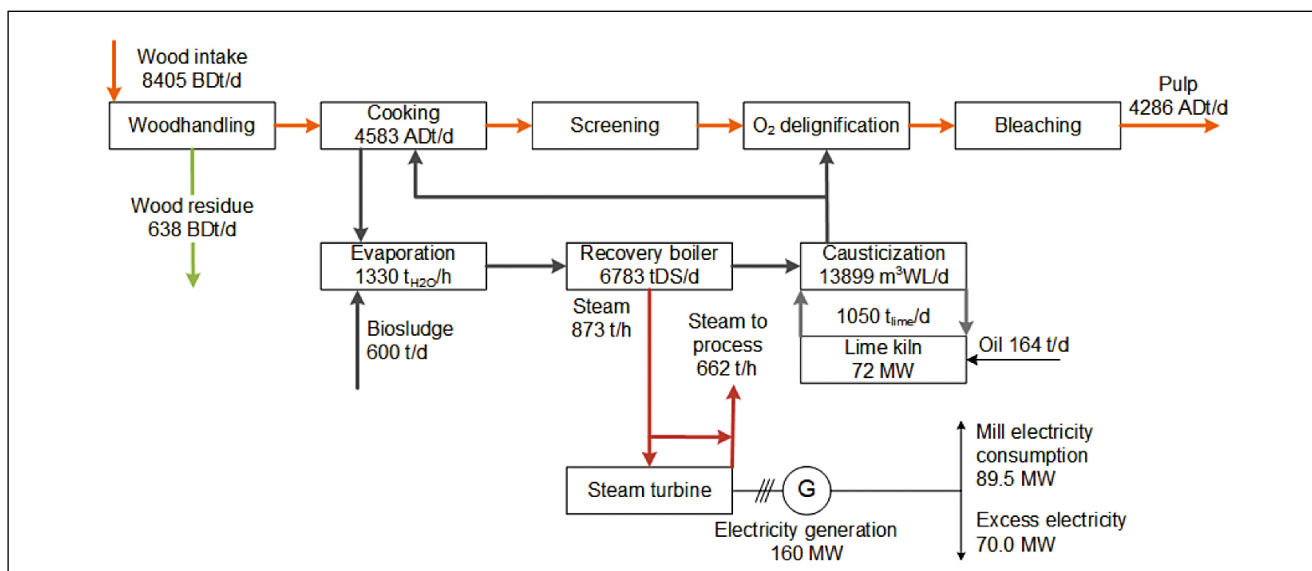 Wood intake
8405 BDt/d
Woodhandling
Cooking
4583 ADt/d
Screening
O₂ delignification
Bleaching
Pulp
4286 ADt/d
Wood residue
638 BDt/d
Evaporation
1330 t_H2O/h
Recovery boiler
6783 tDS/d
Causticization
13899 m³WL/d
Biosludge
600 t/d
Steam
873 t/h
Steam to
process
662 t/h
1050 t_lime/d
Lime kiln
72 MW
Oil 164 t/d
Steam turbine
G
Electricity generation
160 MW
Mill electricity
consumption
89.5 MW
Excess electricity
70.0 MW